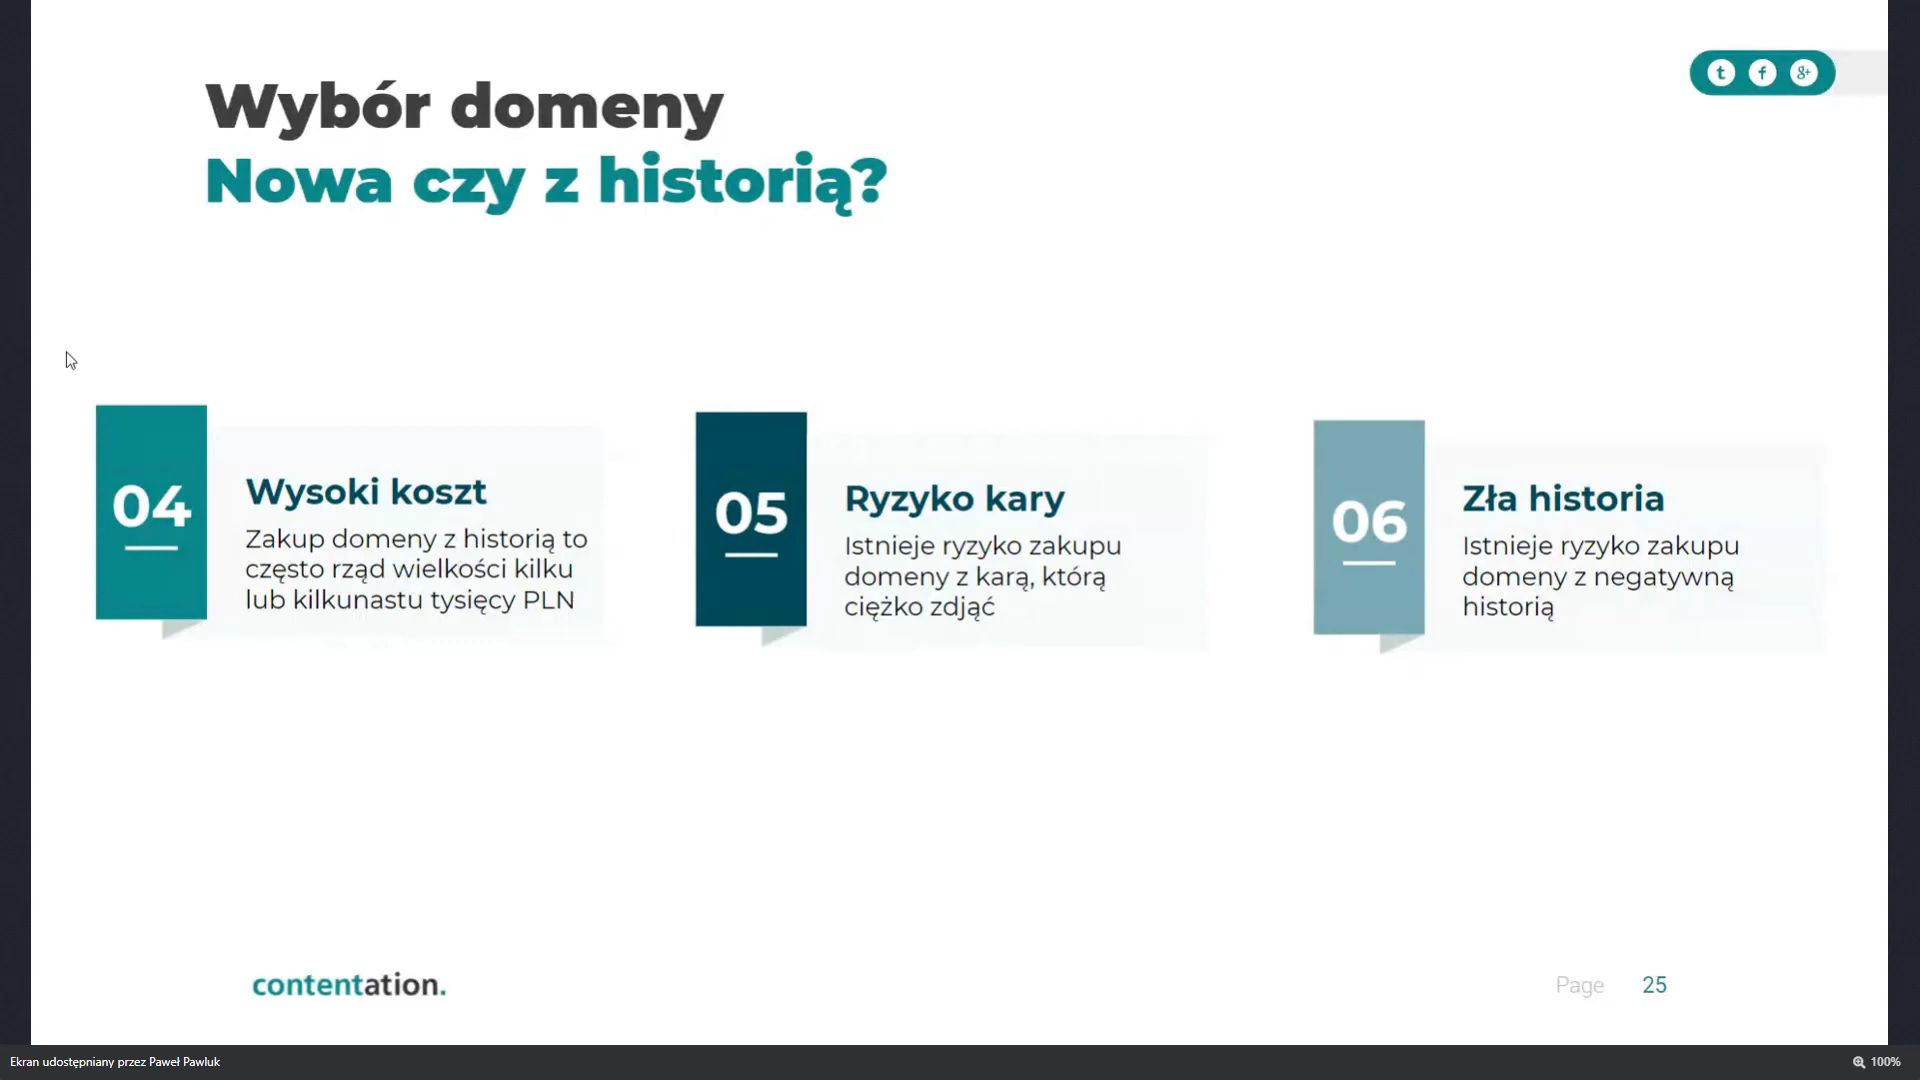 Wybór domeny
Nowa czy z historią?
04
Wysoki koszt
Zakup domeny z historią to
często rząd wielkości kilku
lub kilkunastu tysięcy PLN
05
Ryzyko kary
Istnieje ryzyko zakupu
domeny z karą, którą
ciężko zdjąć
06
Zła historia
Istnieje ryzyko zakupu
domeny z negatywną
historią
contentation.
Page 25
Ekran udostępniany przez Paweł Pawluk
100%